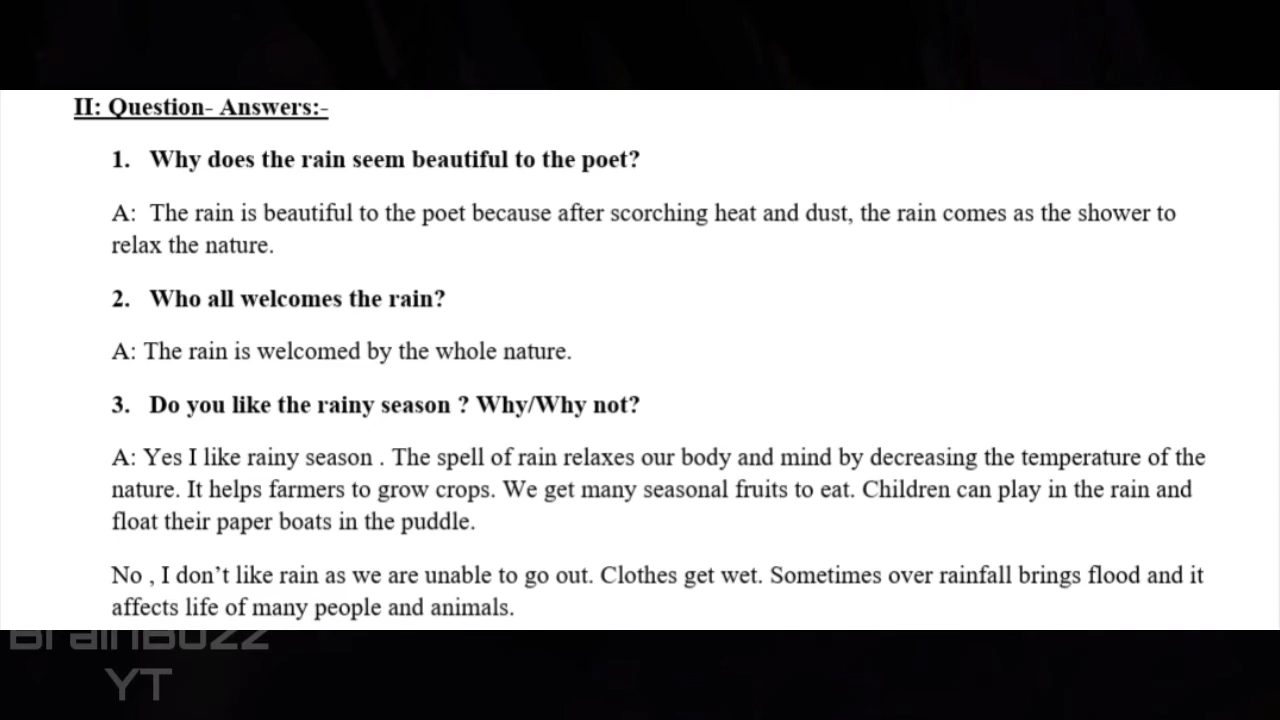 II: Question- Answers:-
1. Why does the rain seem beautiful to the poet?
A: The rain is beautiful to the poet because after scorching heat and dust, the rain comes as the shower to
relax the nature.
2. Who all welcomes the rain?
A: The rain is welcomed by the whole nature.
3. Do you like the rainy season ? Why/Why not?
A: Yes I like rainy season . The spell of rain relaxes our body and mind by decreasing the temperature of the
nature. It helps farmers to grow crops. We get many seasonal fruits to eat. Children can play in the rain and
float their paper boats in the puddle.
No , I don’t like rain as we are unable to go out. Clothes get wet. Sometimes over rainfall brings flood and it
affects life of many people and animals.
BrainBuzz
YT